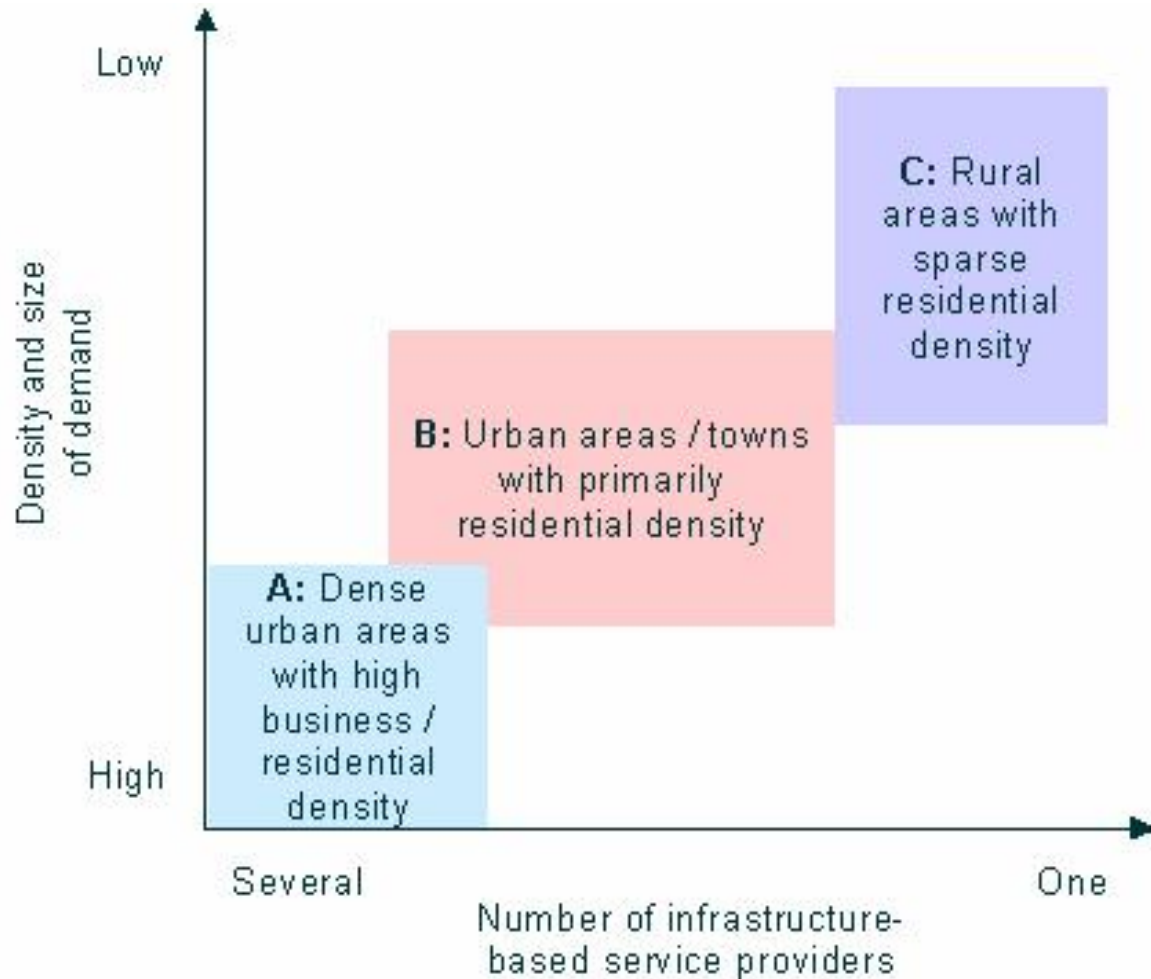 Low
Density and size
of demand
High
C: Rural
areas with
sparse
residential
density
B: Urban areas / towns
with primarily
residential density
A: Dense
urban areas
with high
business /
residential
density
Several
One
Number of infrastructure-
based service providers